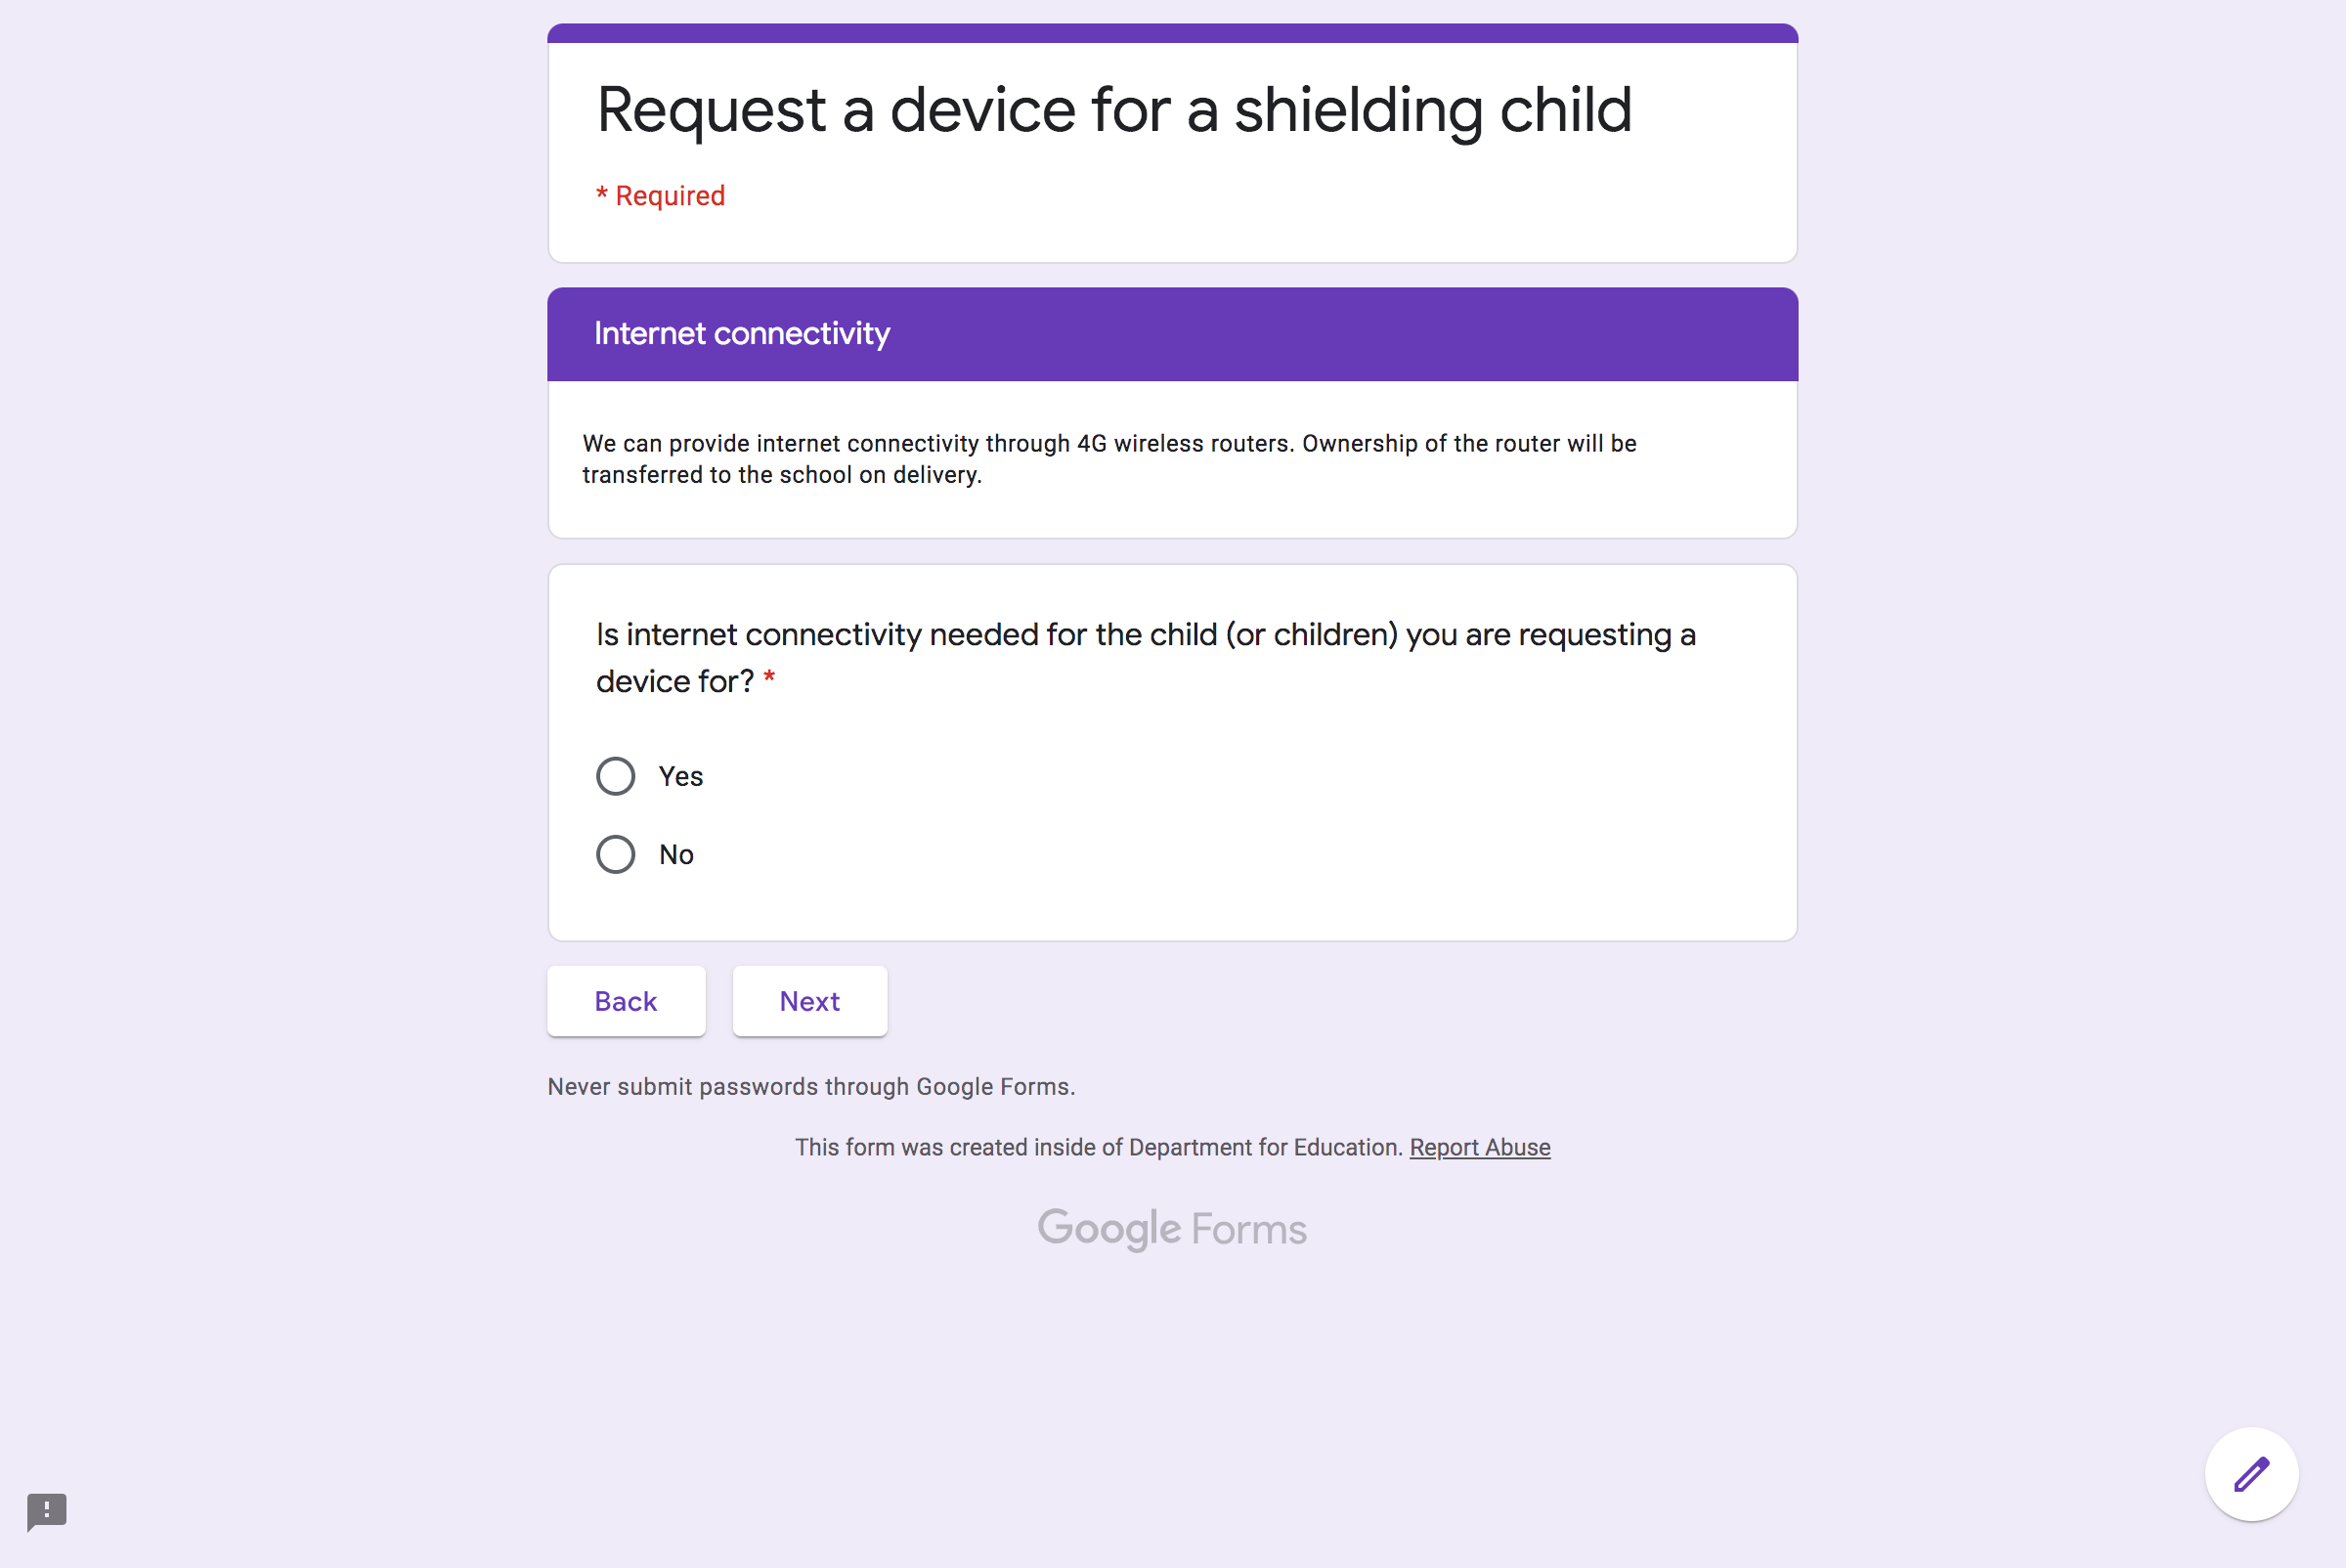 Request a device for a shielding child
* Required
Internet connectivity
We can provide internet connectivity through 4G wireless routers. Ownership of the router will be
transferred to the school on delivery.
Is internet connectivity needed for the child (or children) you are requesting a
device for? *
Yes
No
Back
Next
Never submit passwords through Google Forms.
This form was created inside of Department for Education. Report Abuse
Google Forms